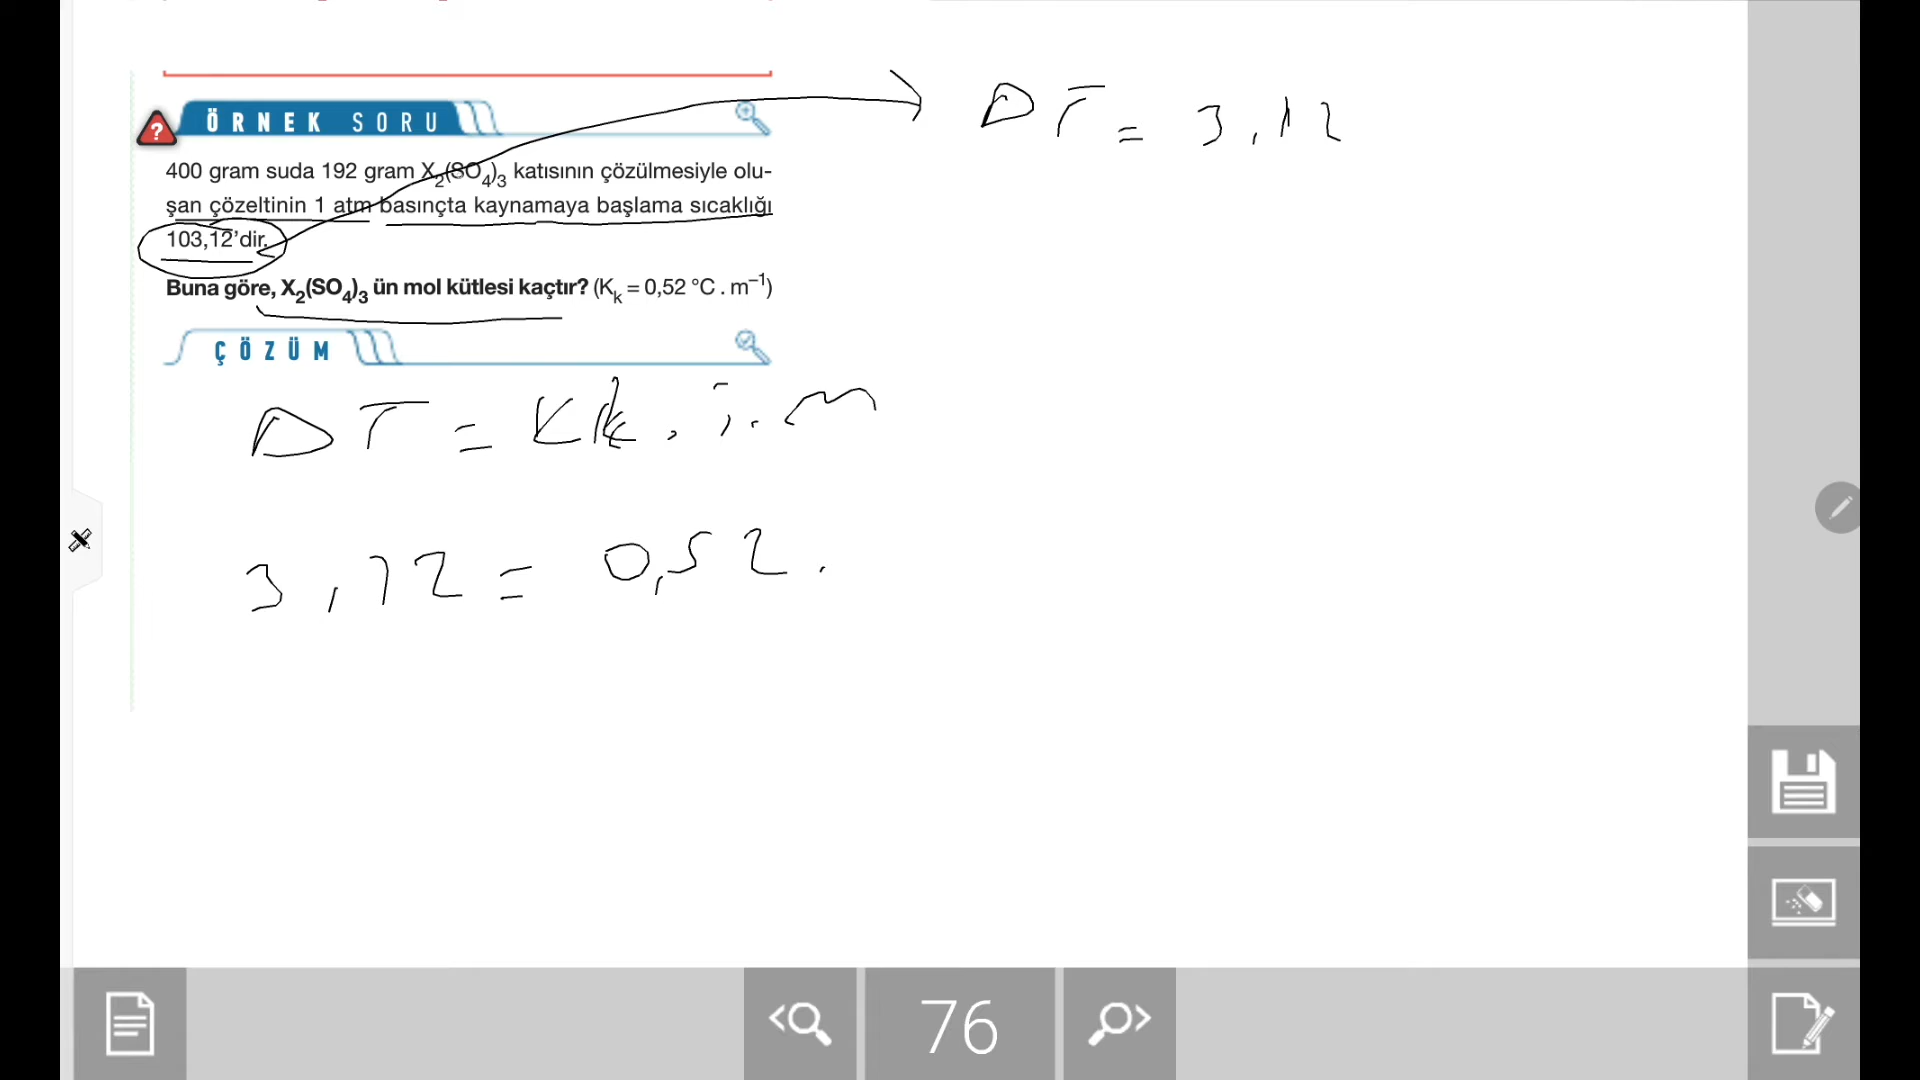 ÖRNEK SORU
ΔT = 3,12
400 gram suda 192 gram X₂(SO₄)₃ katısının çözülmesiyle olu-
şan çözeltinin 1 atm basınçta kaynamaya başlama sıcaklığı
103,12'dir.
Buna göre, X₂(SO₄)₃ ün mol kütlesi kaçtır? (Kₖ = 0,52 °C . m⁻¹)
ÇÖZÜM
ΔT = Kk . i . m
3,12 = 0,52 .
76